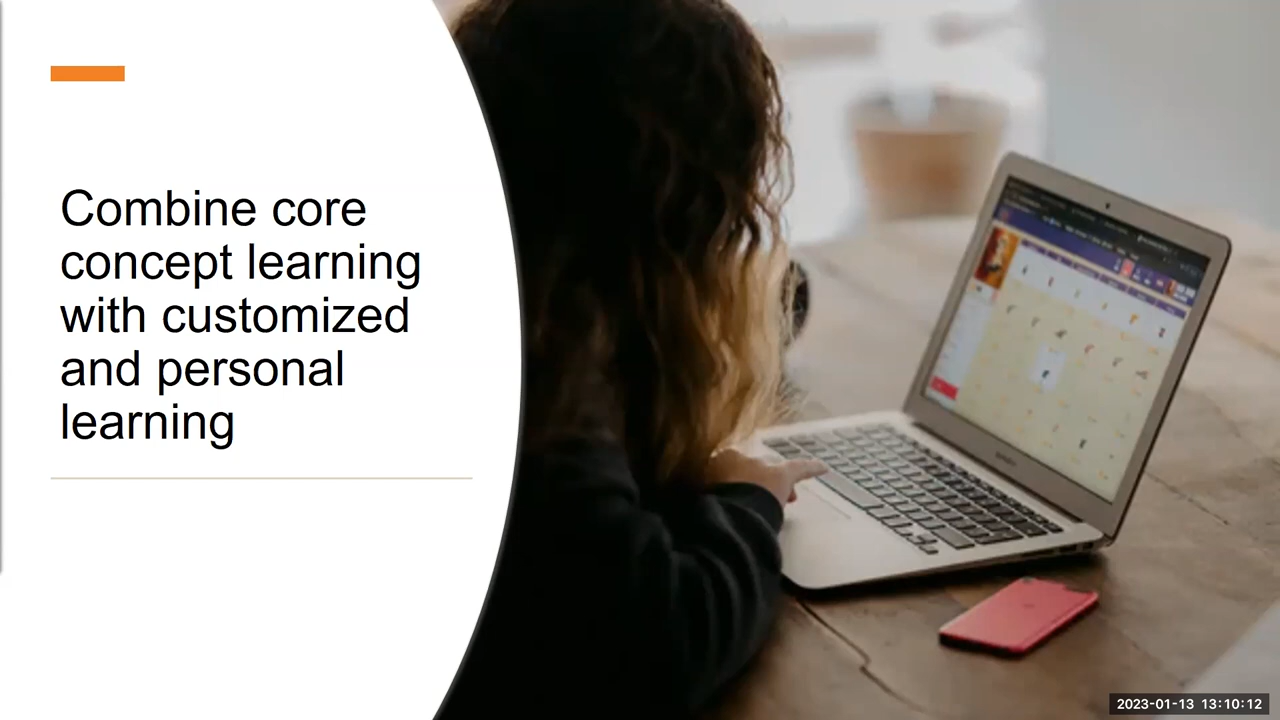 Combine core
concept learning
with customized
and personal
learning
2023-01-13 13:10:12